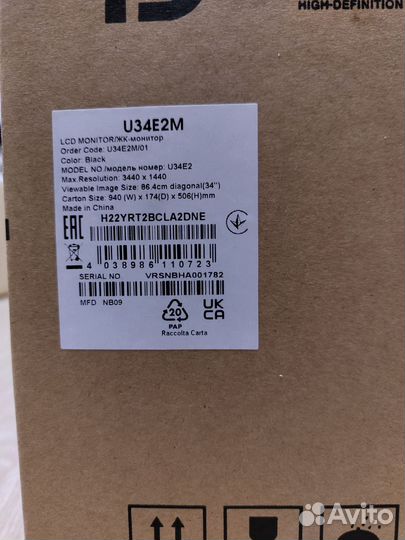 HIGH-DEFINITION
U34E2M
LCD MONITOR/ЖК-монитор
Order Code: U34E2M/01
Color: Black
MODEL NO./модель номер: U34E2
Max.Resolution: 3440 x 1440
Viewable Image Size: 86.4cm diagonal(34")
Carton Size: 940 (W) x 174(D) x 506(H)mm
Made in China
EAC H22YRT2BCLA2DNE
4 038986 110723
SERIAL NO. VRSNBHA001782
MFD NB09
20
PAP
Raccolta Carta
UK
CA
Avito